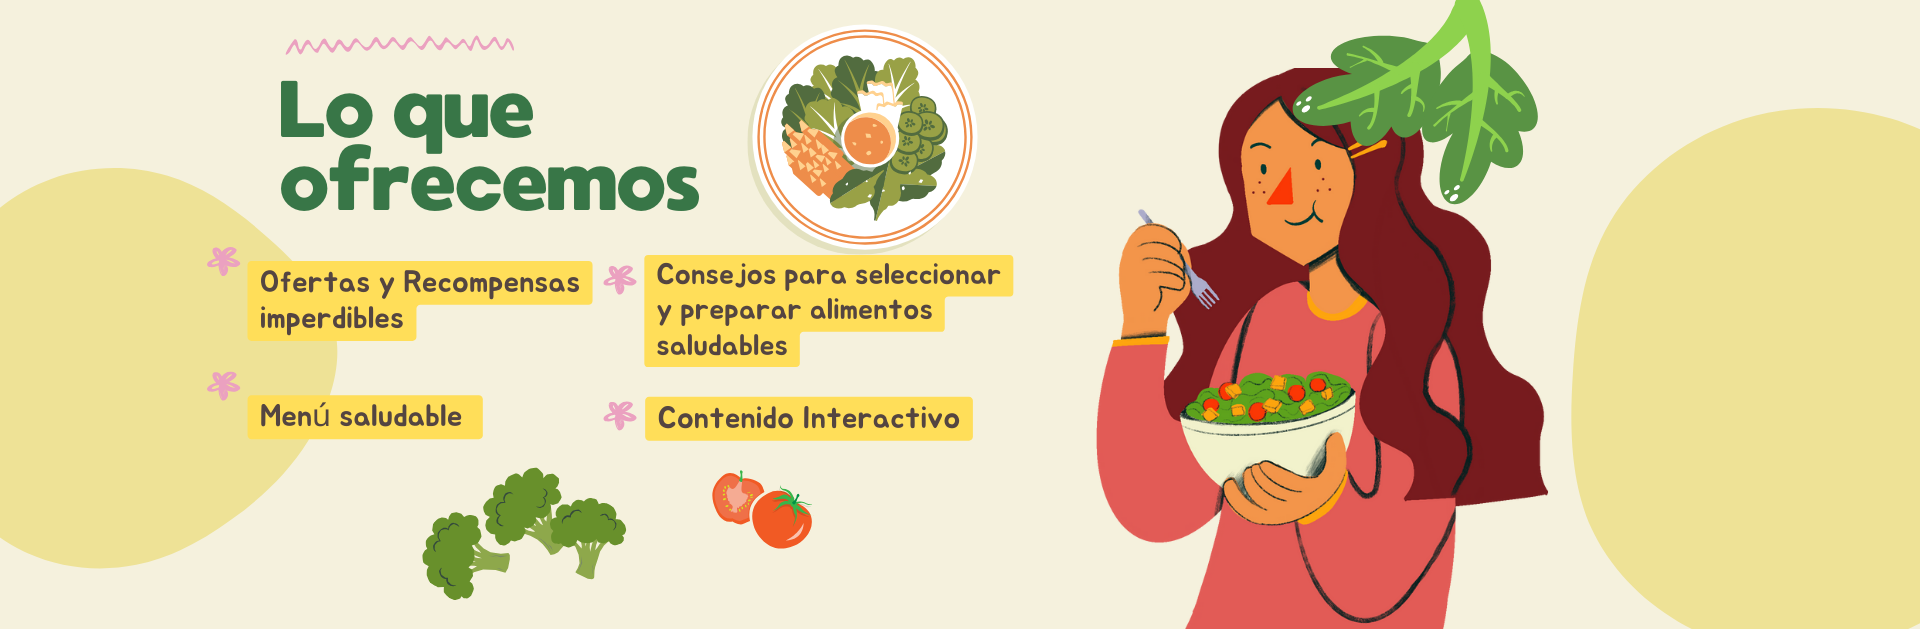 Lo que
ofrecemos
Ofertas y Recompensas
imperdibles
Consejos para seleccionar
y preparar alimentos
saludables
Menú saludable
Contenido Interactivo